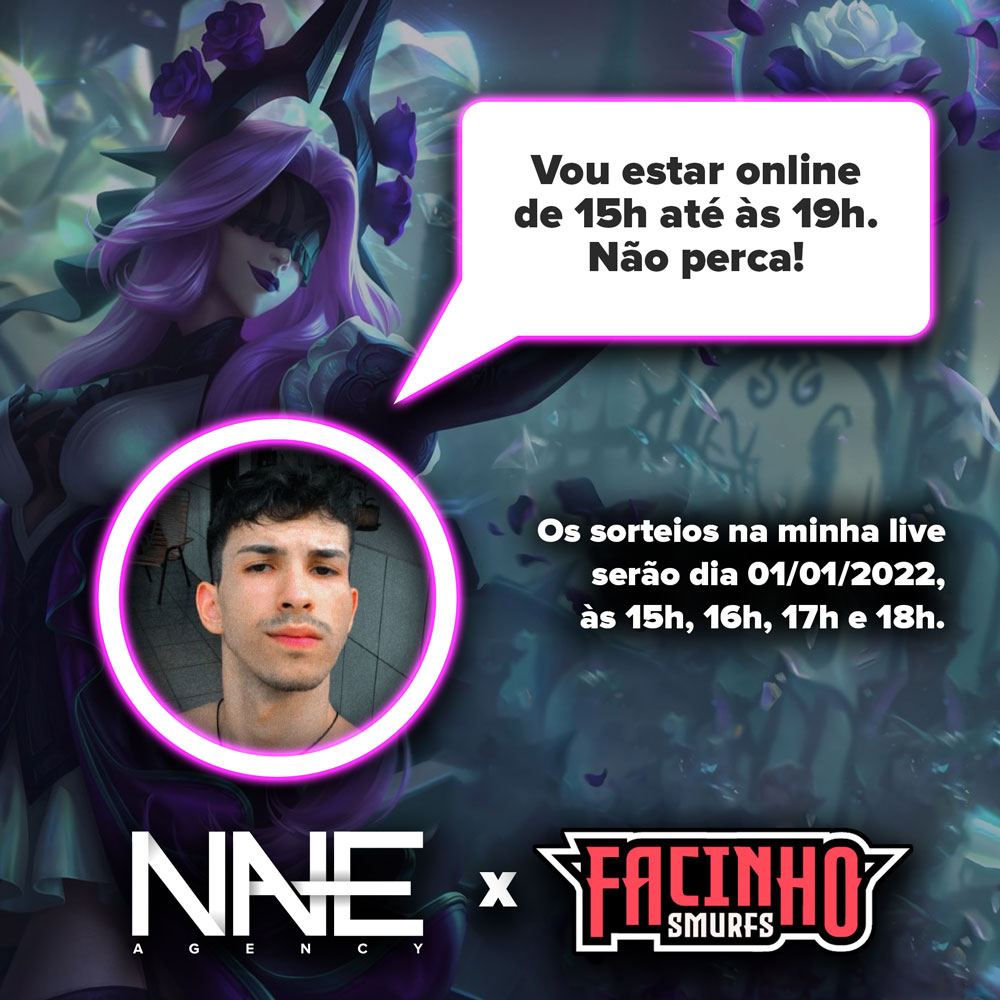 Vou estar online
de 15h até às 19h.
Não perca!
Os sorteios na minha live
serão dia 01/01/2022,
às 15h, 16h, 17h e 18h.
NNE
AGENCY
x
FACINHO
SMURFS